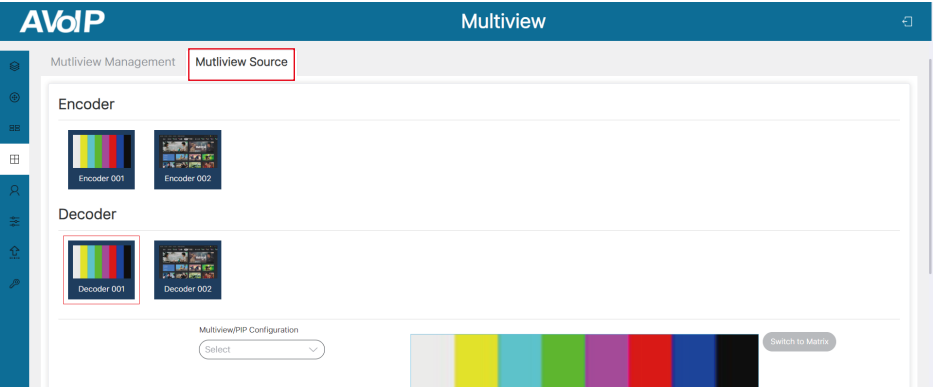 AVoIP
Multiview
Mutliview Management
Mutliview Source
Encoder
Encoder 001
Encoder 002
Decoder
Decoder 001
Decoder 002
Multiview/PIP Configuration
Select
Switch to Matrix